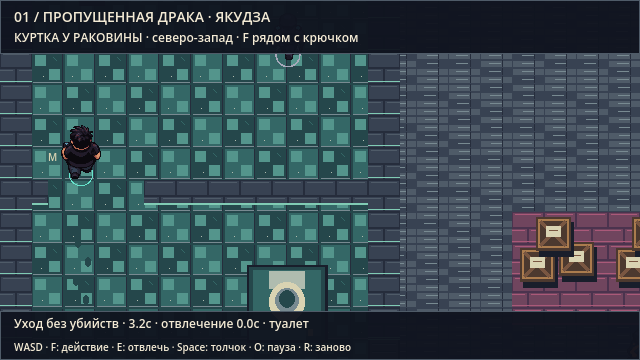 01 / ПРОПУЩЕННАЯ ДРАКА · ЯКУДЗА
КУРТКА У РАКОВИНЫ · северо-запад · F рядом с крючком
М
Уход без убийств · 3.2с · отвлечение 0.0с · туалет
WASD · F: действие · E: отвлечь · Space: толчок · O: пауза · R: заново